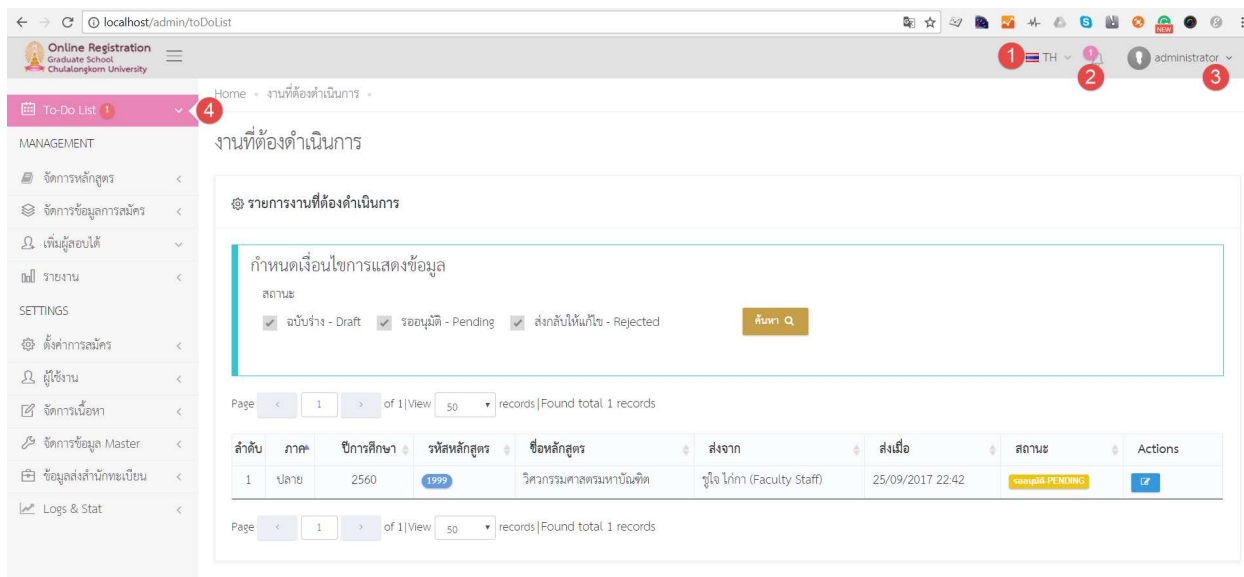 localhost/admin/toDoList
NEW
Online Registration
Graduate School
Chulalongkorn University
1 TH 1 2 administrator 3
To-Do List 1 4
Home งานที่ต้องดำเนินการ
MANAGEMENT
จัดการหลักสูตร
จัดการข้อมูลการสมัคร
เพิ่มผู้สอบได้
รายงาน
SETTINGS
ตั้งค่าการสมัคร
ผู้ใช้งาน
จัดการเนื้อหา
จัดการข้อมูล Master
ข้อมูลส่งสำนักทะเบียน
Logs & Stat
งานที่ต้องดำเนินการ
รายการงานที่ต้องดำเนินการ
กำหนดเงื่อนไขการแสดงข้อมูล
สถานะ
ฉบับร่าง - Draft รออนุมัติ - Pending ส่งกลับให้แก้ไข - Rejected ค้นหา
Page < 1 > of 1|View 50 records|Found total 1 records
ลำดับ ภาค ปีการศึกษา รหัสหลักสูตร ชื่อหลักสูตร ส่งจาก ส่งเมื่อ สถานะ Actions
1 ปลาย 2560 1999 วิศวกรรมศาสตรมหาบัณฑิต ชูใจ ไก่กา (Faculty Staff) 25/09/2017 22:42 รออนุมัติ-PENDING
Page < 1 > of 1|View 50 records|Found total 1 records